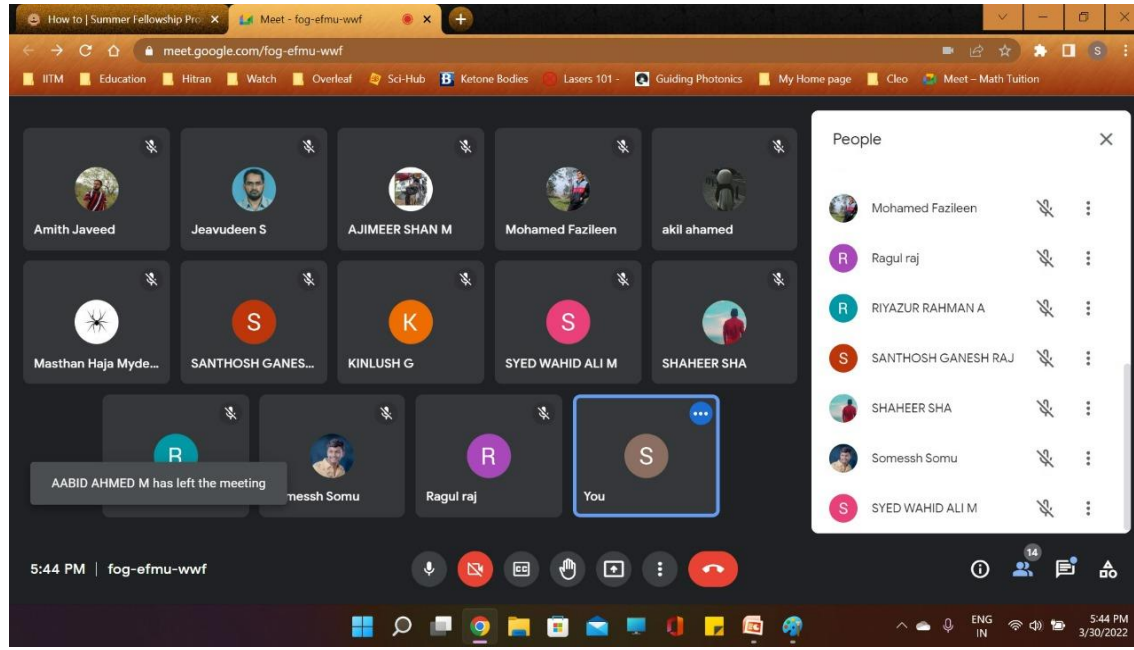 How to | Summer Fellowship Pro
Meet - fog-efmu-wwf
meet.google.com/fog-efmu-wwf
S
IITM Education Hitran Watch Overleaf Sci-Hub Ketone Bodies Lasers 101 - Guiding Photonics My Home page Cleo Meet – Math Tuition
Amith Javeed
Jeavudeen S
AJIMEER SHAN M
Mohamed Fazileen
akil ahamed
Masthan Haja Myde...
S
SANTHOSH GANES...
K
KINLUSH G
S
SYED WAHID ALI M
SHAHEER SHA
R
AABID AHMED M has left the meeting
messh Somu
R
Ragul raj
S
You
People
Mohamed Fazileen
R Ragul raj
R RIYAZUR RAHMAN A
S SANTHOSH GANESH RAJ
SHAHEER SHA
Somessh Somu
S SYED WAHID ALI M
5:44 PM | fog-efmu-wwf
CC
14
ENG
IN
5:44 PM
3/30/2022